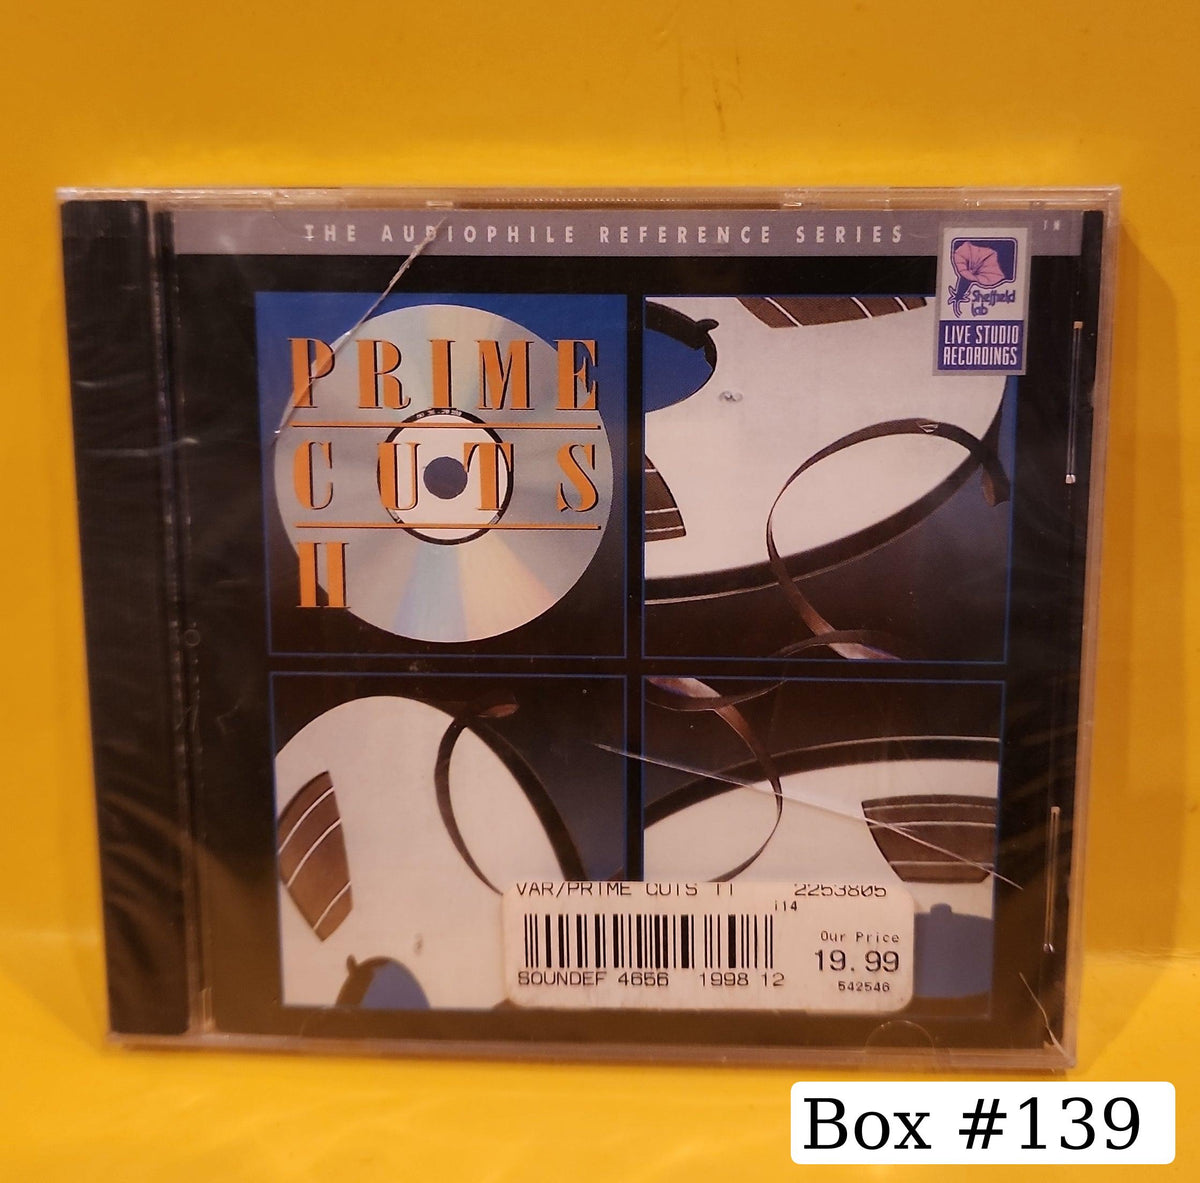 THE AUDIOPHILE REFERENCE SERIES
TM
Sheffield
Lab
LIVE STUDIO
RECORDINGS
PRIME
CUTS
II
VAR/PRIME CUTS II 2253805
i14
Our Price
19.99
SOUNDEF 4656 1998 12
542546
Box #139